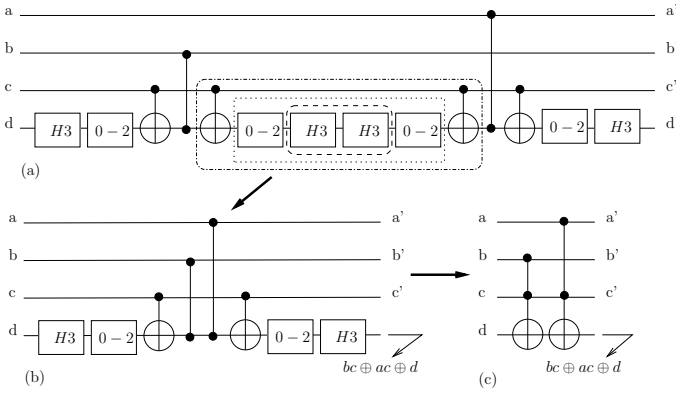 a a'
b b
c c'
d H3 0−2 0−2 H3 H3 0−2 0−2 H3 d
(a)
a a'
b b'
c c'
d H3 0−2 0−2 H3
bc ⊕ ac ⊕ d
(b)
a a'
b b'
c c'
d
bc ⊕ ac ⊕ d
(c)